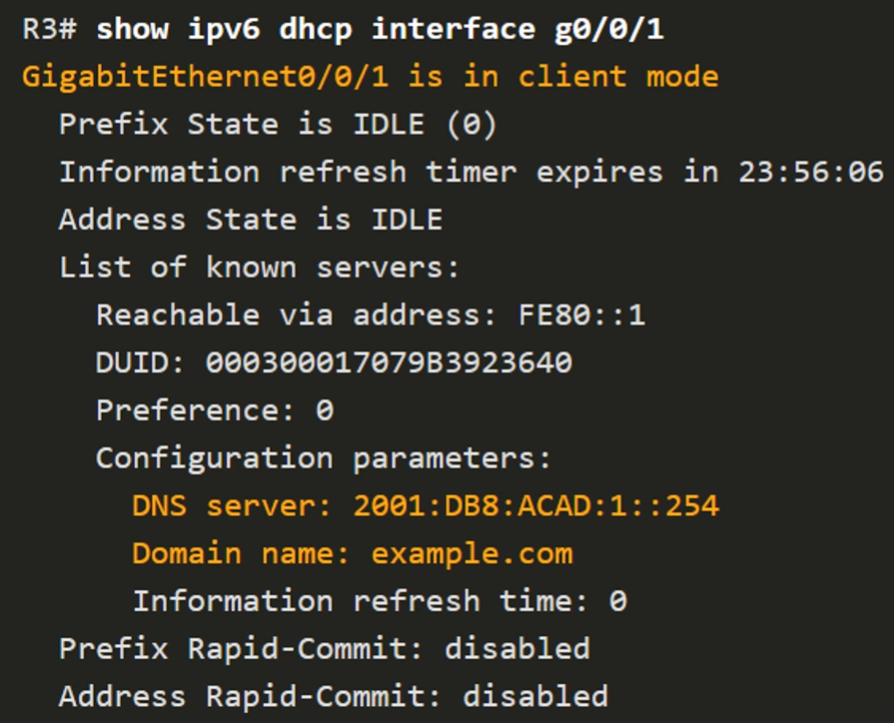 R3# show ipv6 dhcp interface g0/0/1
GigabitEthernet0/0/1 is in client mode
Prefix State is IDLE (0)
Information refresh timer expires in 23:56:06
Address State is IDLE
List of known servers:
Reachable via address: FE80::1
DUID: 000300017079B3923640
Preference: 0
Configuration parameters:
DNS server: 2001:DB8:ACAD:1::254
Domain name: example.com
Information refresh time: 0
Prefix Rapid-Commit: disabled
Address Rapid-Commit: disabled